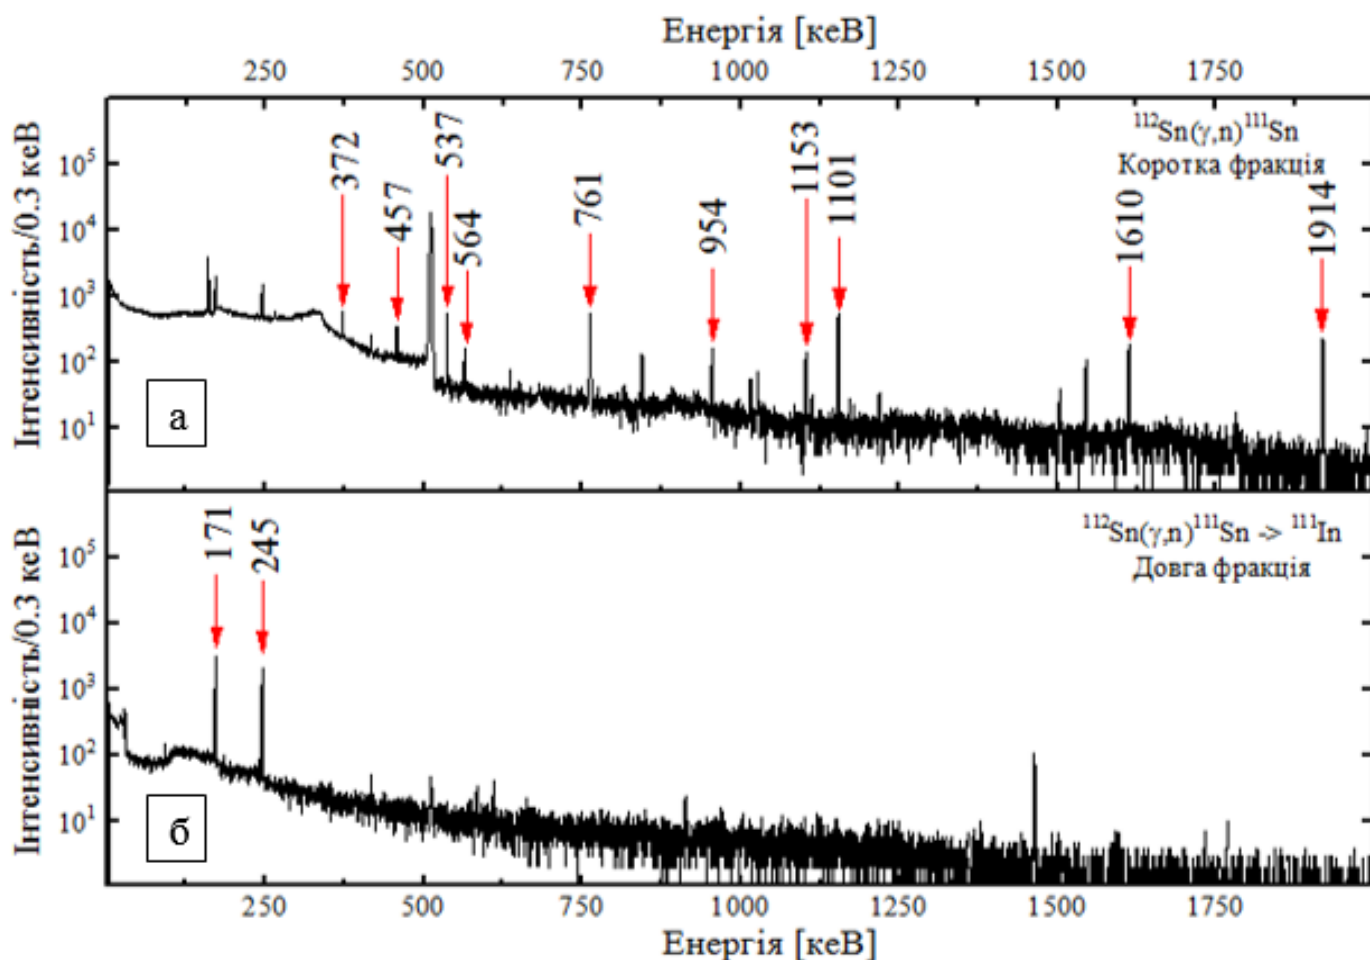 Енергія [кеВ]
250 500 750 1000 1250 1500 1750
Інтенсивність/0.3 кеВ
10⁵
10⁴
10³
10²
10¹
372
457
537
564
761
954
1153
1101
1610
1914
¹¹²Sn(γ,n)¹¹¹Sn
Коротка фракція
а
Інтенсивність/0.3 кеВ
10⁵
10⁴
10³
10²
10¹
171
245
¹¹²Sn(γ,n)¹¹¹Sn -> ¹¹¹In
Довга фракція
б
250 500 750 1000 1250 1500 1750
Енергія [кеВ]